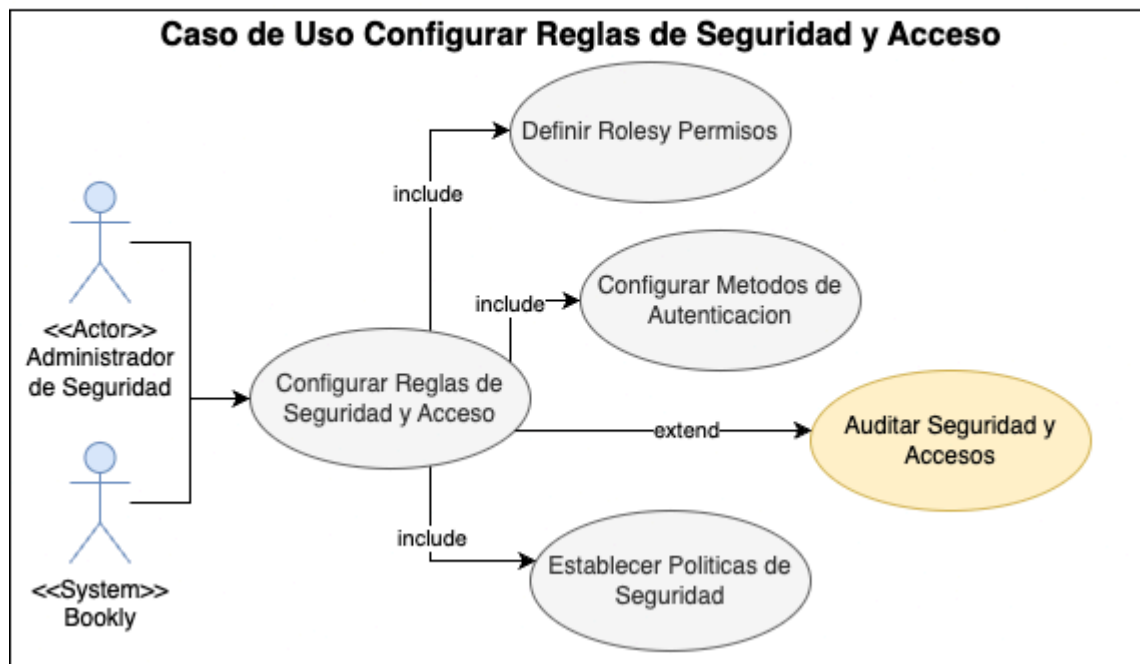 Caso de Uso Configurar Reglas de Seguridad y Acceso
Definir Rolesy Permisos
include
<<Actor>>
Administrador
de Seguridad
include
Configurar Metodos de
Autenticacion
Configurar Reglas de
Seguridad y Acceso
extend
Auditar Seguridad y
Accesos
include
Establecer Politicas de
Seguridad
<<System>>
Bookly